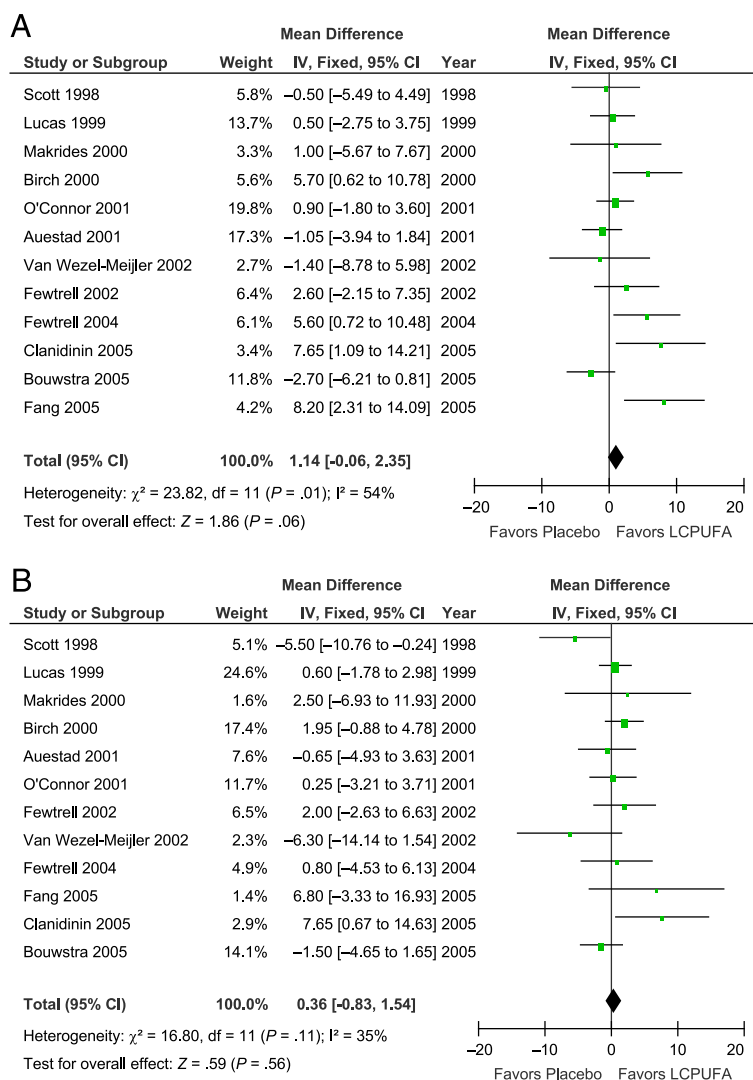 A
Mean Difference Mean Difference
Study or Subgroup Weight IV, Fixed, 95% CI Year IV, Fixed, 95% CI
Scott 1998 5.8% –0.50 [–5.49 to 4.49] 1998
Lucas 1999 13.7% 0.50 [–2.75 to 3.75] 1999
Makrides 2000 3.3% 1.00 [–5.67 to 7.67] 2000
Birch 2000 5.6% 5.70 [0.62 to 10.78] 2000
O'Connor 2001 19.8% 0.90 [–1.80 to 3.60] 2001
Auestad 2001 17.3% –1.05 [–3.94 to 1.84] 2001
Van Wezel-Meijler 2002 2.7% –1.40 [–8.78 to 5.98] 2002
Fewtrell 2002 6.4% 2.60 [–2.15 to 7.35] 2002
Fewtrell 2004 6.1% 5.60 [0.72 to 10.48] 2004
Clanidinin 2005 3.4% 7.65 [1.09 to 14.21] 2005
Bouwstra 2005 11.8% –2.70 [–6.21 to 0.81] 2005
Fang 2005 4.2% 8.20 [2.31 to 14.09] 2005
Total (95% CI) 100.0% 1.14 [-0.06, 2.35]
Heterogeneity: χ² = 23.82, df = 11 (P = .01); I² = 54%
Test for overall effect: Z = 1.86 (P = .06)
–20 –10 0 10 20
Favors Placebo Favors LCPUFA
B
Mean Difference Mean Difference
Study or Subgroup Weight IV, Fixed, 95% CI Year IV, Fixed, 95% CI
Scott 1998 5.1% –5.50 [–10.76 to –0.24] 1998
Lucas 1999 24.6% 0.60 [–1.78 to 2.98] 1999
Makrides 2000 1.6% 2.50 [–6.93 to 11.93] 2000
Birch 2000 17.4% 1.95 [–0.88 to 4.78] 2000
Auestad 2001 7.6% –0.65 [–4.93 to 3.63] 2001
O'Connor 2001 11.7% 0.25 [–3.21 to 3.71] 2001
Fewtrell 2002 6.5% 2.00 [–2.63 to 6.63] 2002
Van Wezel-Meijler 2002 2.3% –6.30 [–14.14 to 1.54] 2002
Fewtrell 2004 4.9% 0.80 [–4.53 to 6.13] 2004
Fang 2005 1.4% 6.80 [–3.33 to 16.93] 2005
Clanidinin 2005 2.9% 7.65 [0.67 to 14.63] 2005
Bouwstra 2005 14.1% –1.50 [–4.65 to 1.65] 2005
Total (95% CI) 100.0% 0.36 [-0.83, 1.54]
Heterogeneity: χ² = 16.80, df = 11 (P = .11); I² = 35%
Test for overall effect: Z = .59 (P = .56)
–20 –10 0 10 20
Favors Placebo Favors LCPUFA